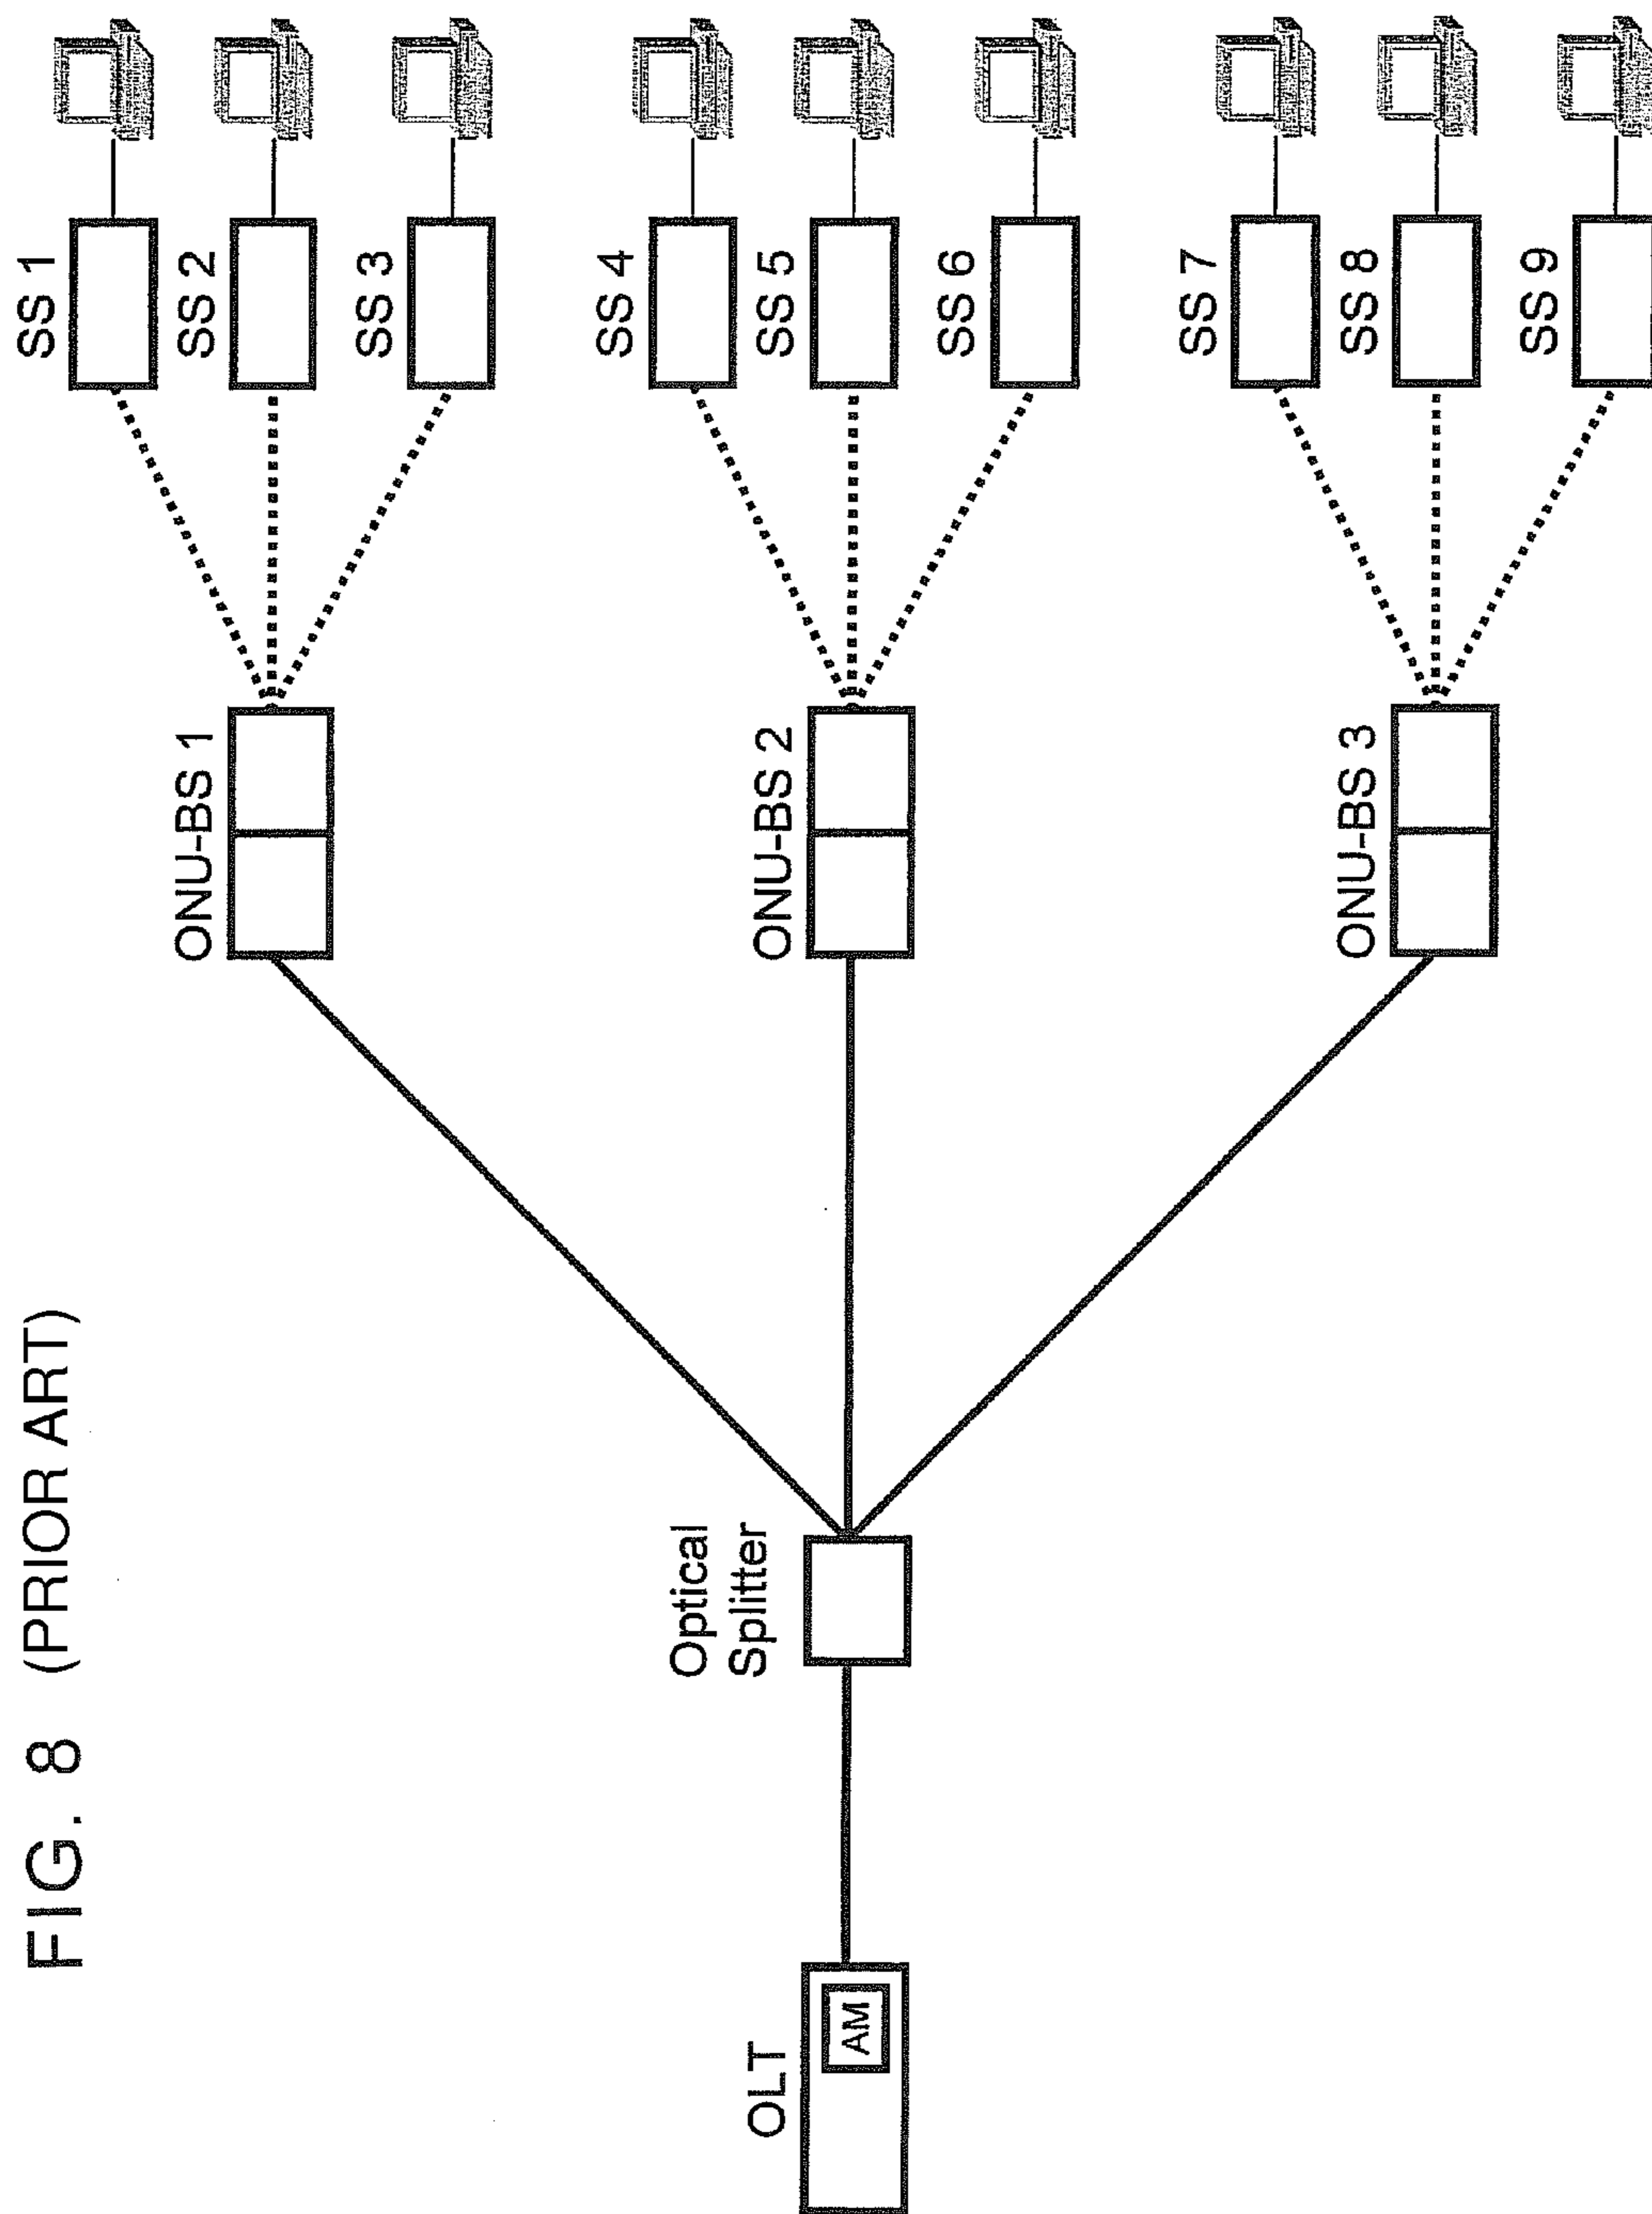 FIG. 8 (PRIOR ART)
OLT
AM
Optical
Splitter
ONU-BS 1
ONU-BS 2
ONU-BS 3
SS 1
SS 2
SS 3
SS 4
SS 5
SS 6
SS 7
SS 8
SS 9